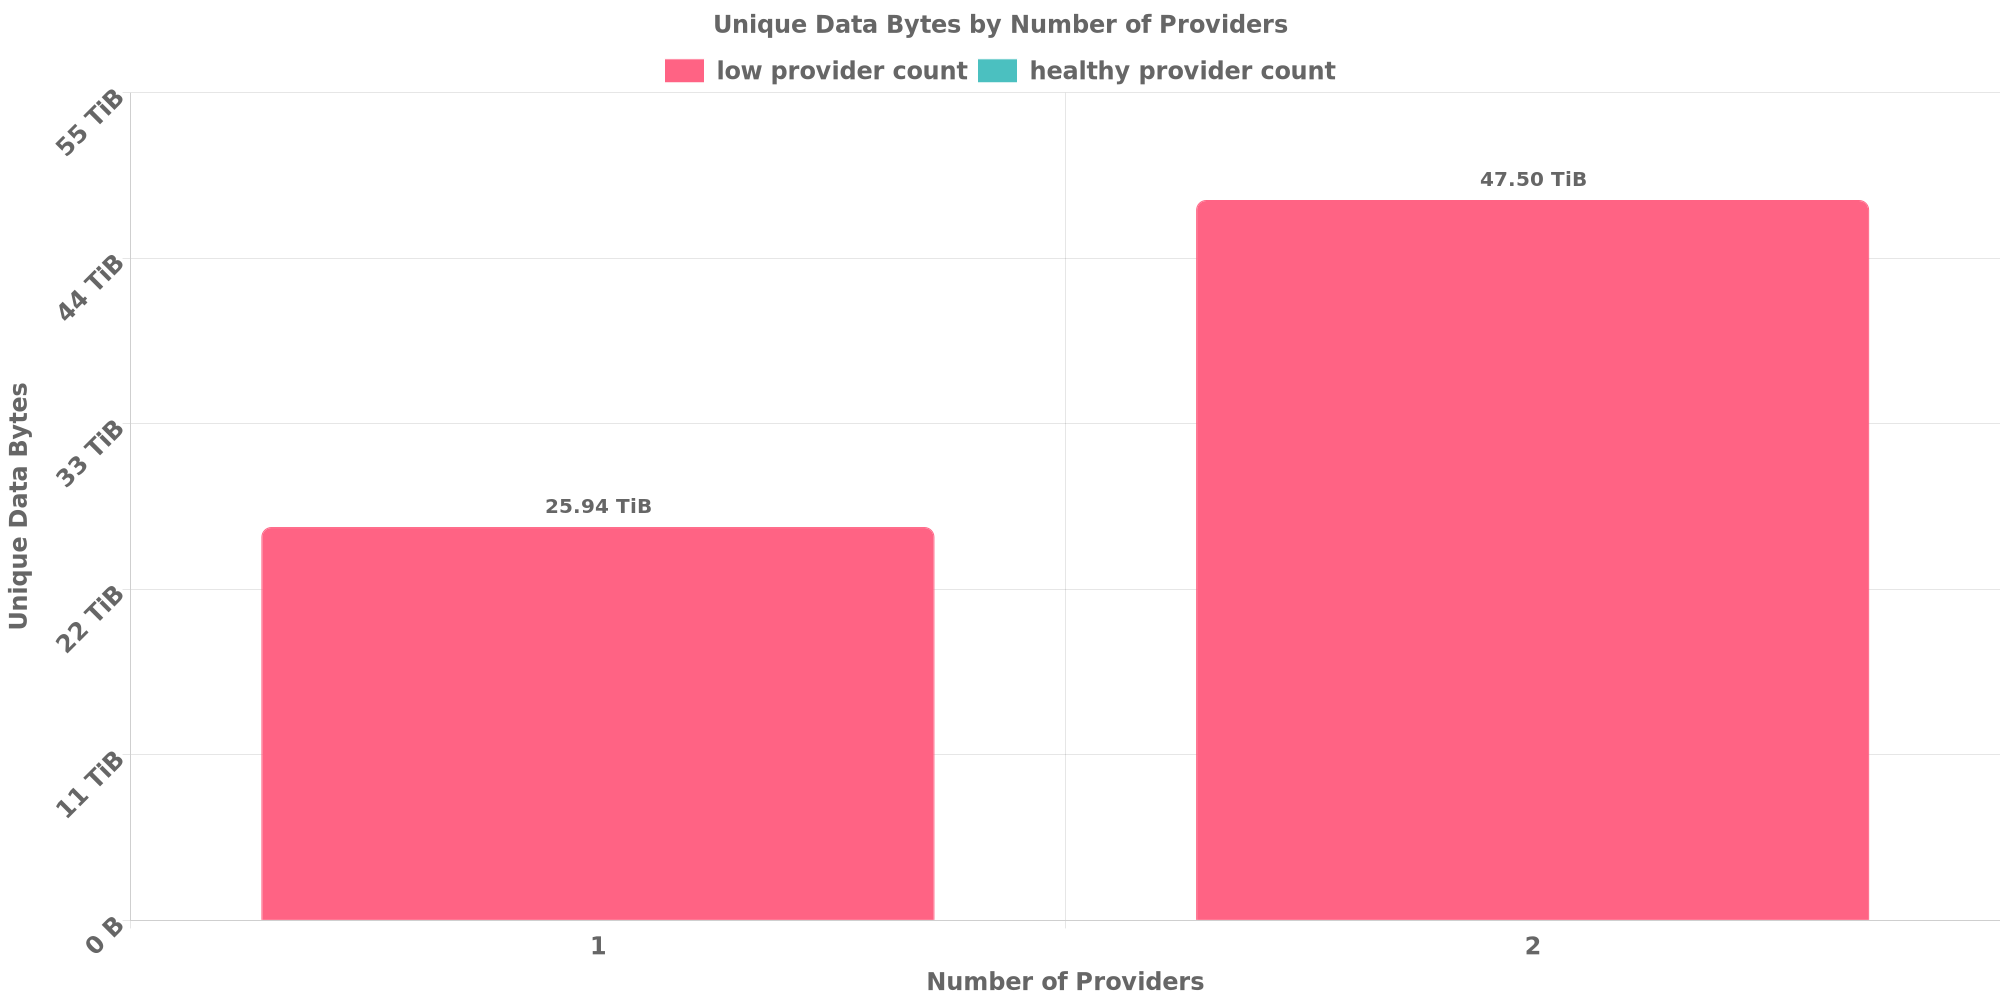 Unique Data Bytes by Number of Providers
low provider count healthy provider count
55 TiB
44 TiB
33 TiB
22 TiB
11 TiB
0 B
Unique Data Bytes
25.94 TiB
47.50 TiB
1 2
Number of Providers